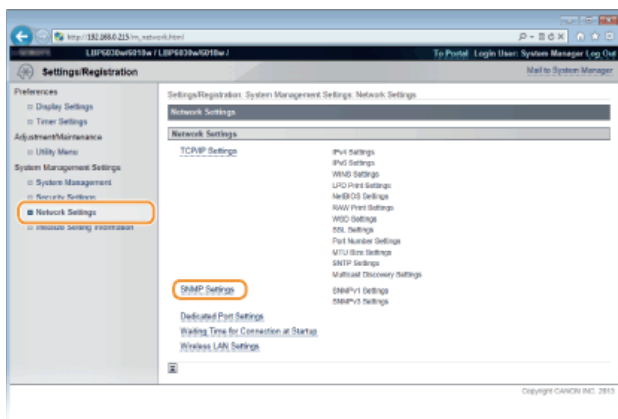 http://192.168.0.215/m_network.html
LBP6030w/6018w / LBP6030w/6018w /
To Portal Login User: System Manager Log Out
Settings/Registration
Mail to System Manager
Preferences
Display Settings
Timer Settings
Adjustment/Maintenance
Utility Menu
System Management Settings
System Management
Security Settings
Network Settings
Initialize Setting Information
Settings/Registration: System Management Settings: Network Settings
Network Settings
Network Settings
TCP/IP Settings
IPv4 Settings
IPv6 Settings
WINS Settings
LPD Print Settings
NetBIOS Settings
RAW Print Settings
WSD Settings
SSL Settings
Port Number Settings
MTU Size Settings
SNTP Settings
Multicast Discovery Settings
SNMP Settings
SNMPv1 Settings
SNMPv3 Settings
Dedicated Port Settings
Waiting Time for Connection at Startup
Wireless LAN Settings
Copyright CANON INC. 2013